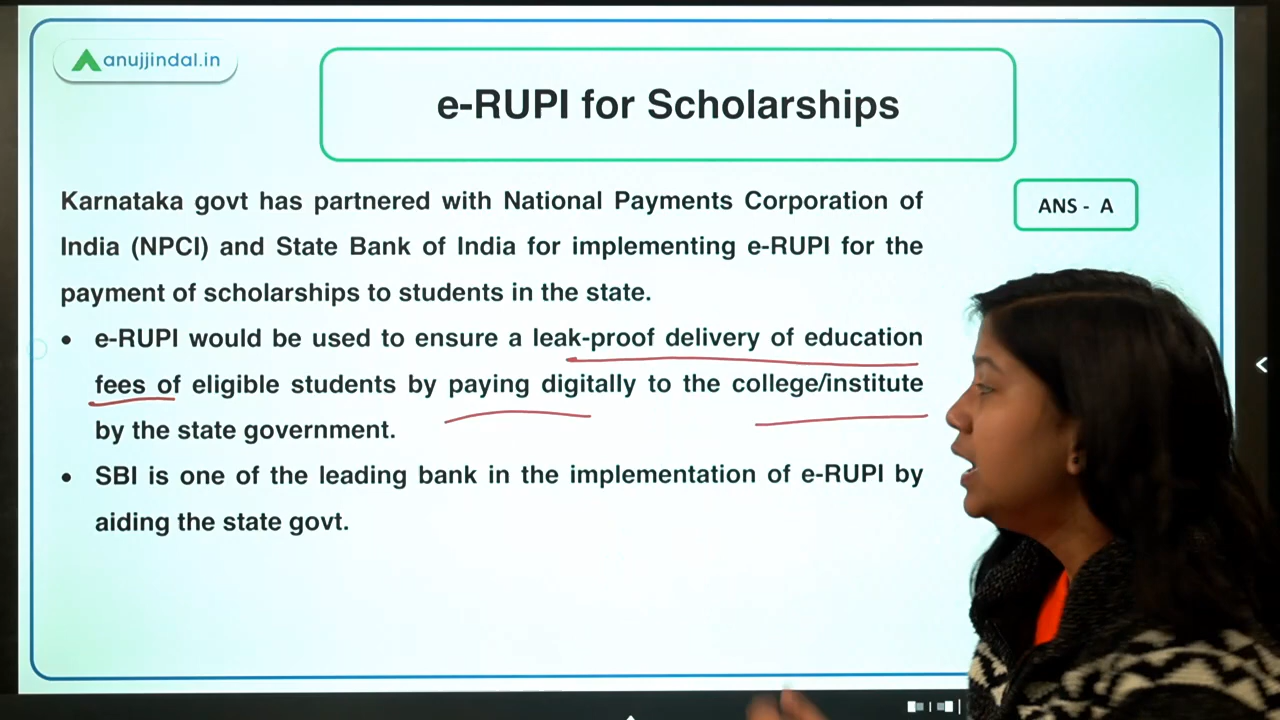 anujjindal.in
e-RUPI for Scholarships
Karnataka govt has partnered with National Payments Corporation of
India (NPCI) and State Bank of India for implementing e-RUPI for the
payment of scholarships to students in the state.
ANS - A
• e-RUPI would be used to ensure a leak-proof delivery of education
fees of eligible students by paying digitally to the college/institute
by the state government.
• SBI is one of the leading bank in the implementation of e-RUPI by
aiding the state govt.